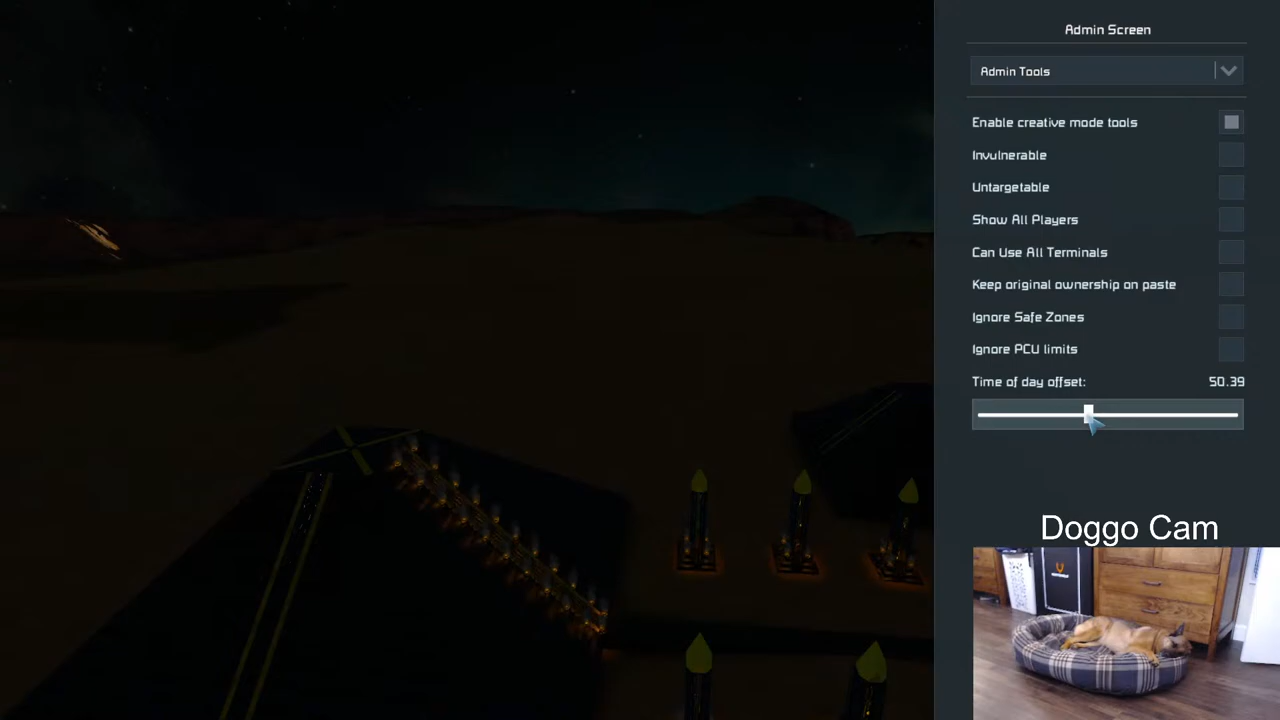 Admin Screen
Admin Tools
Enable creative mode tools
Invulnerable
Untargetable
Show All Players
Can Use All Terminals
Keep original ownership on paste
Ignore Safe Zones
Ignore PCU limits
Time of day offset: 50.39
Doggo Cam